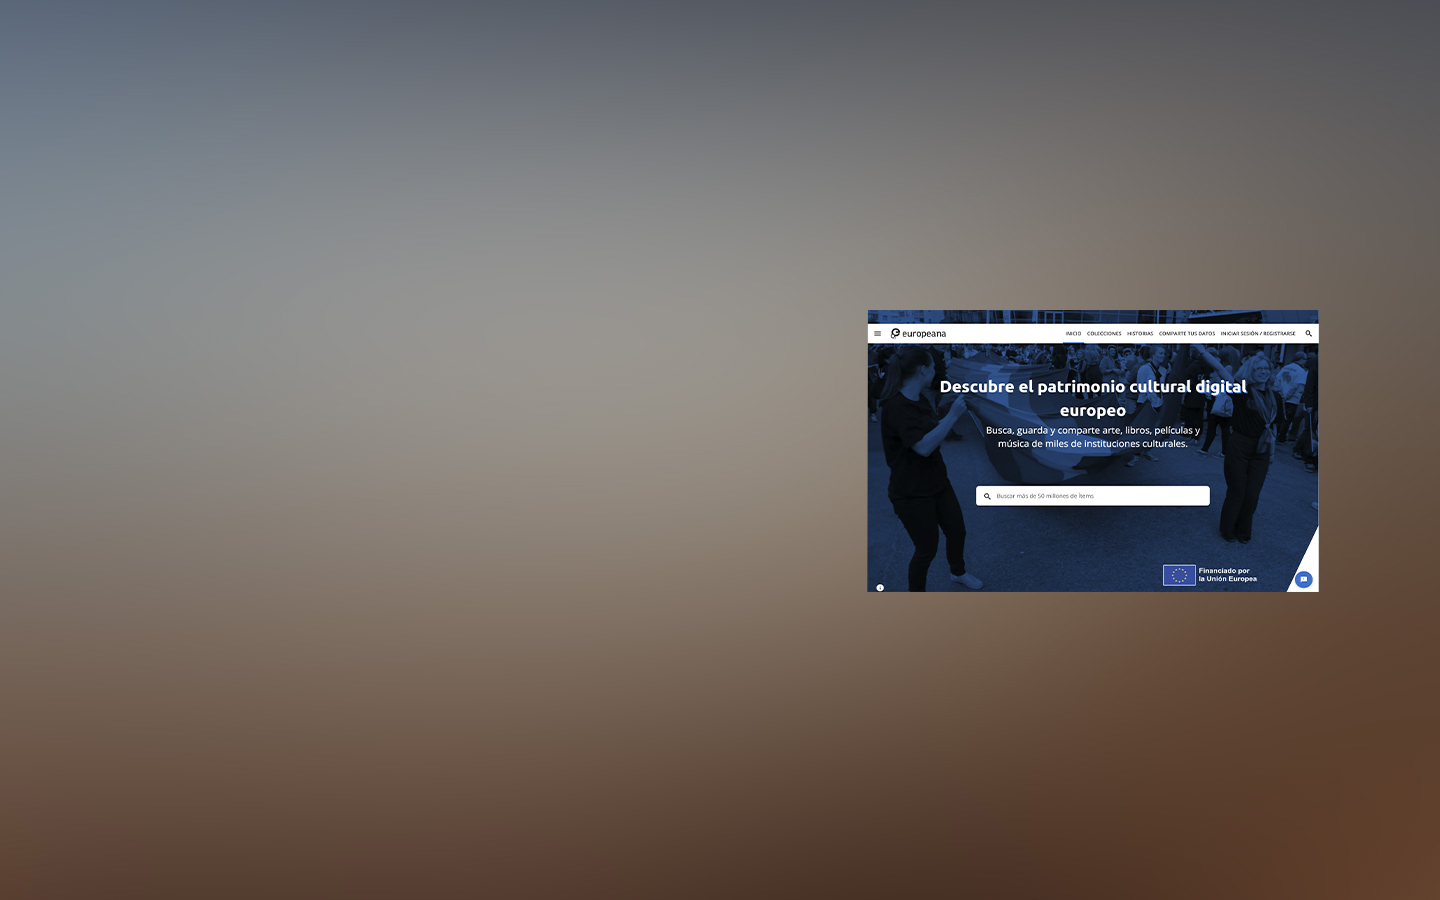 europeana
INICIO COLECCIONES HISTORIAS COMPARTE TUS DATOS INICIAR SESIÓN / REGISTRARSE
Descubre el patrimonio cultural digital
europeo
Busca, guarda y comparte arte, libros, películas y
música de miles de instituciones culturales.
Buscar más de 50 millones de ítems
Financiado por
la Unión Europea